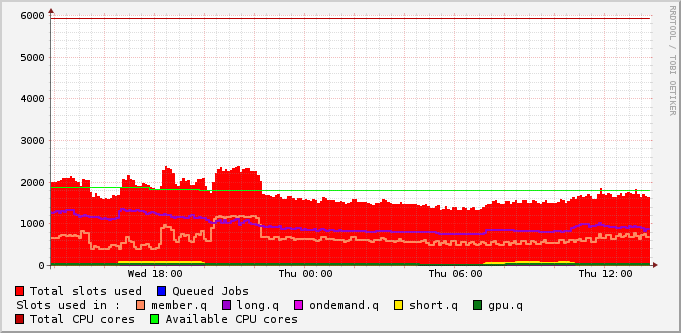 6000
5000
4000
3000
2000
1000
0
Wed 18:00 Thu 00:00 Thu 06:00 Thu 12:00
Total slots used Queued Jobs
Slots used in : member.q long.q ondemand.q short.q gpu.q
Total CPU cores Available CPU cores
RRDTOOL / TOBI OETIKER